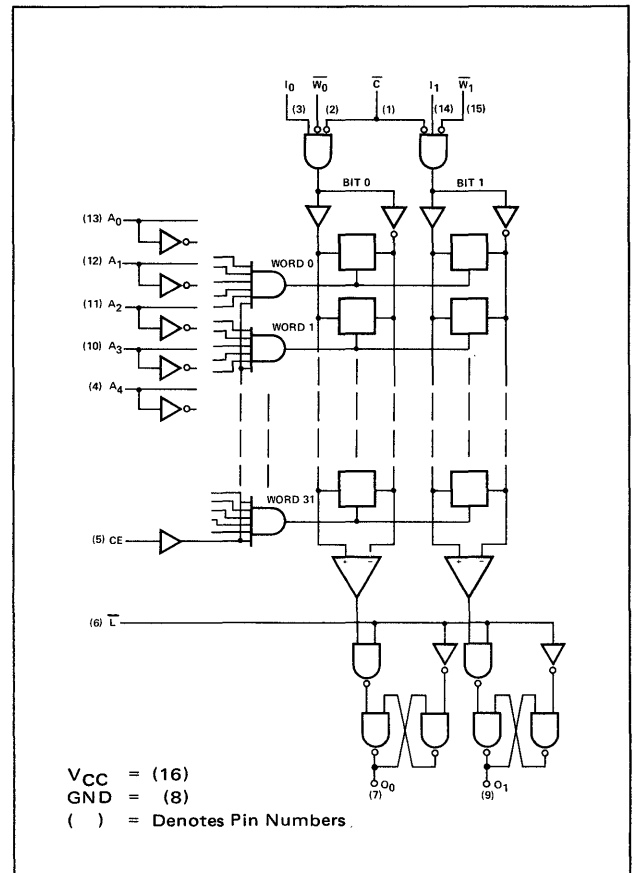 I0 W̅0̅ C̅ I1 W̅1̅
(3) (2) (1) (14) (15)
BIT 0 BIT 1
(13) A0
(12) A1
WORD 0
(11) A2
WORD 1
(10) A3
(4) A4
WORD 31
(5) CE
+ − + −
(6) L̅
O0 O1
(7) (9)
VCC = (16)
GND = (8)
( ) = Denotes Pin Numbers